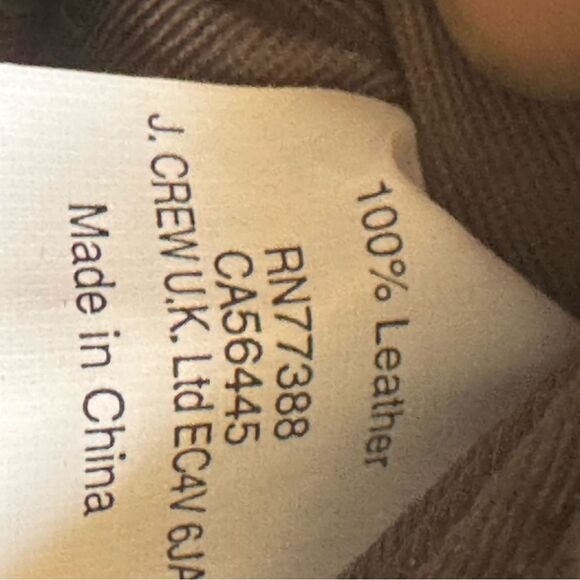 100% Leather
RN77388
CA56445
J. CREW U.K. Ltd EC4V 6JA
Made in China